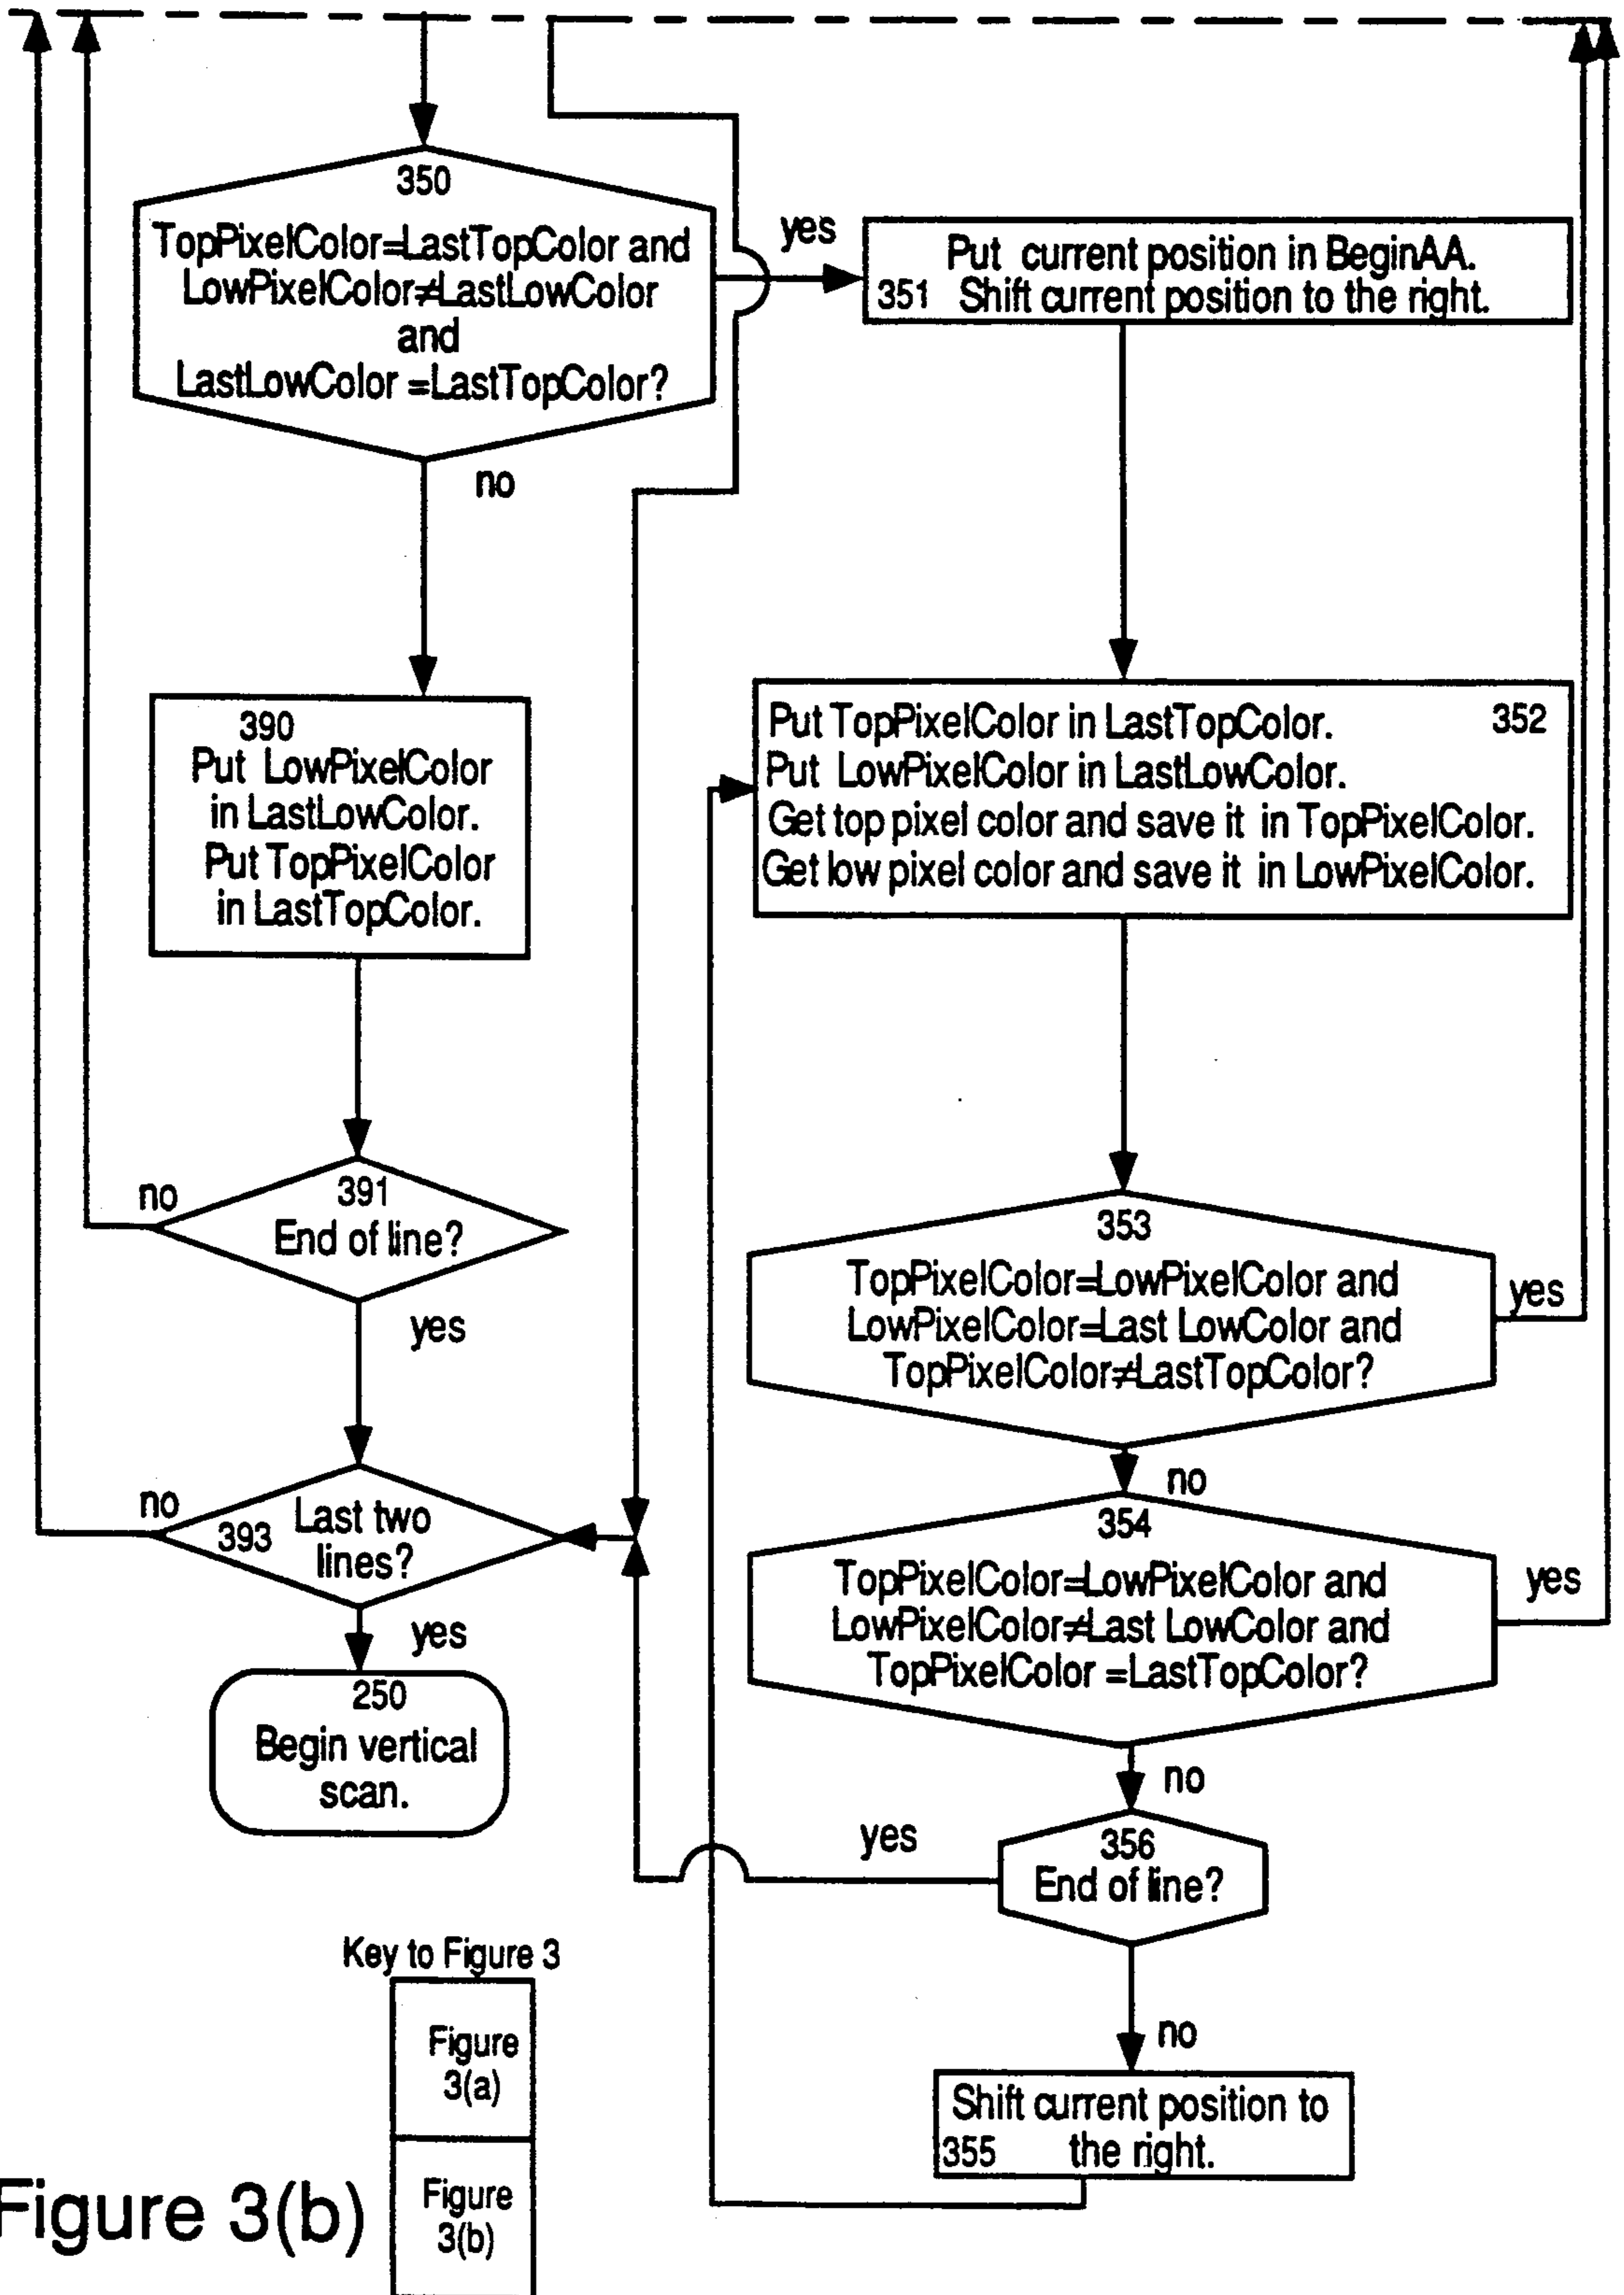 350
TopPixelColor=LastTopColor and
LowPixelColor≠LastLowColor
and
LastLowColor =LastTopColor?
yes
no
Put current position in BeginAA.
351 Shift current position to the right.
390
Put LowPixelColor
in LastLowColor.
Put TopPixelColor
in LastTopColor.
Put TopPixelColor in LastTopColor. 352
Put LowPixelColor in LastLowColor.
Get top pixel color and save it in TopPixelColor.
Get low pixel color and save it in LowPixelColor.
no
391
End of line?
yes
353
TopPixelColor=LowPixelColor and
LowPixelColor=Last LowColor and
TopPixelColor≠LastTopColor?
yes
no
no
393 Last two
lines?
yes
354
TopPixelColor=LowPixelColor and
LowPixelColor≠Last LowColor and
TopPixelColor =LastTopColor?
yes
no
250
Begin vertical
scan.
yes
356
End of line?
no
Shift current position to
355 the right.
Key to Figure 3
Figure
3(a)
Figure
3(b)
Figure 3(b)